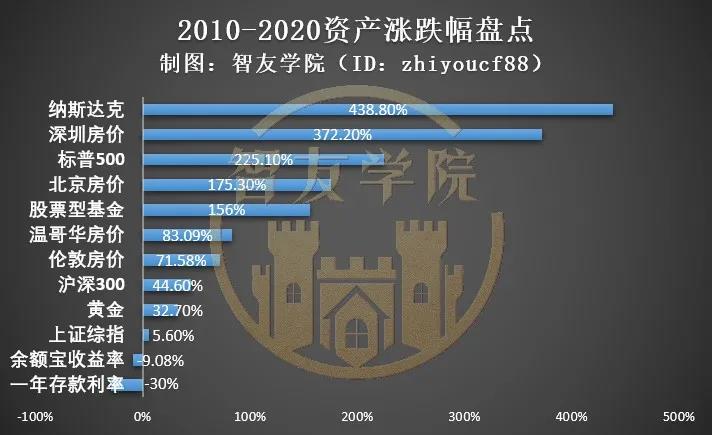 2010-2020资产涨跌幅盘点
制图：智友学院（ID：zhiyoucf88）
纳斯达克 438.80%
深圳房价 372.20%
标普500 225.10%
北京房价 175.30%
股票型基金 156%
温哥华房价 83.09%
伦敦房价 71.58%
沪深300 44.60%
黄金 32.70%
上证综指 5.60%
余额宝收益率 -9.08%
一年存款利率 -30%
-100% 0% 100% 200% 300% 400% 500%
智友学院